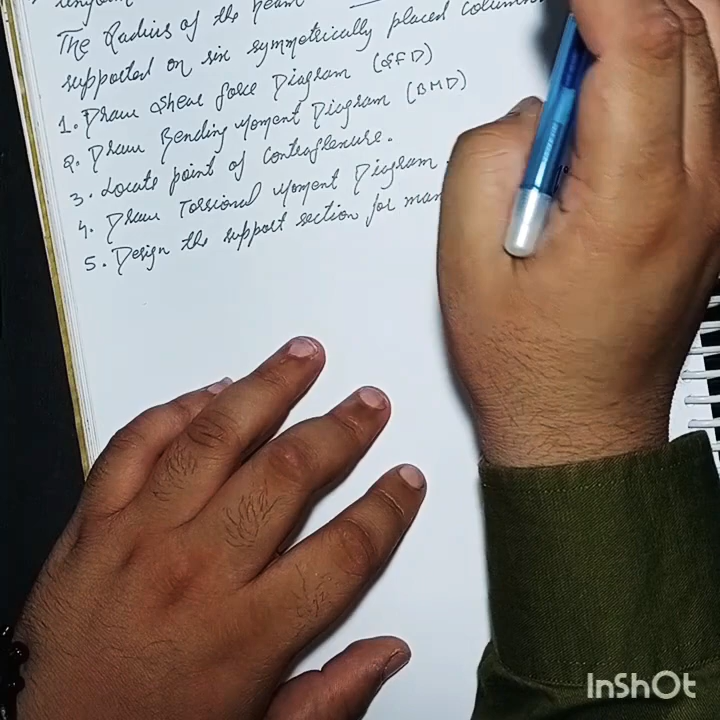 The Radius of the beam
supported on six symmetrically placed column
1. Draw Shear force Diagram (SFD)
2. Draw Bending Moment Diagram (BMD)
3. Locate point of Contraflexure.
4. Draw Torsional Moment Diagram
5. Design the support section for
InShOt